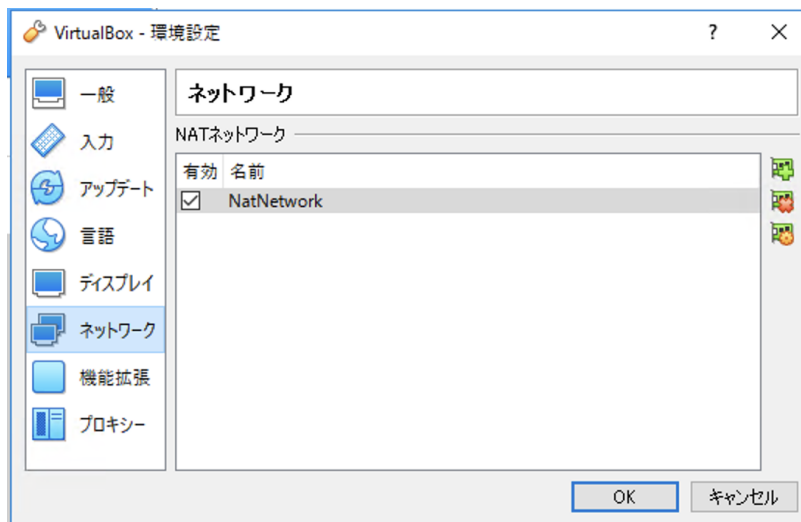 VirtualBox - 環境設定
?
一般
入力
アップデート
言語
ディスプレイ
ネットワーク
機能拡張
プロキシー
ネットワーク
NATネットワーク
有効 名前
NatNetwork
OK キャンセル